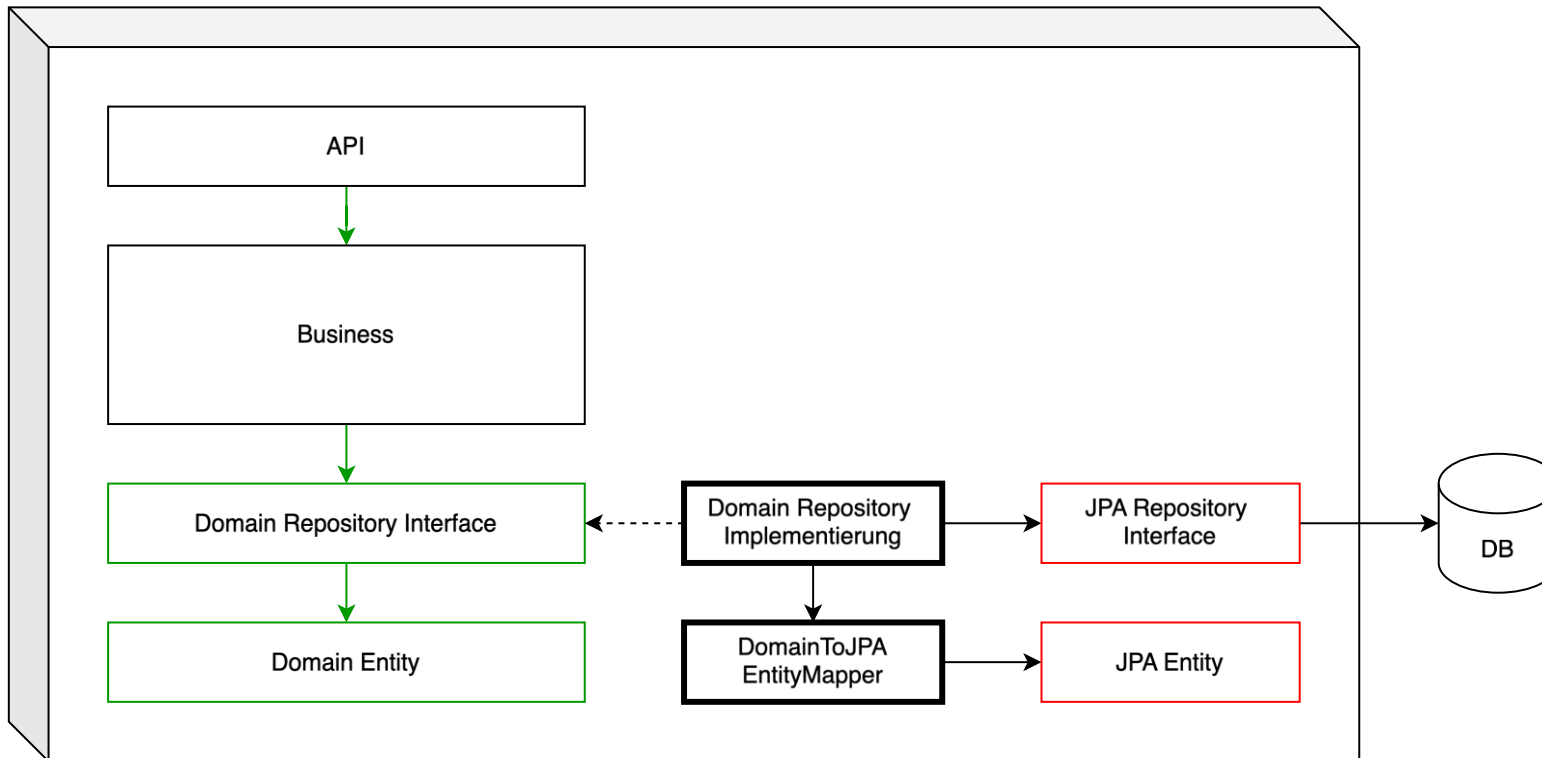 API
Business
Domain Repository Interface
Domain Repository
Implementierung
JPA Repository
Interface
DB
Domain Entity
DomainToJPA
EntityMapper
JPA Entity